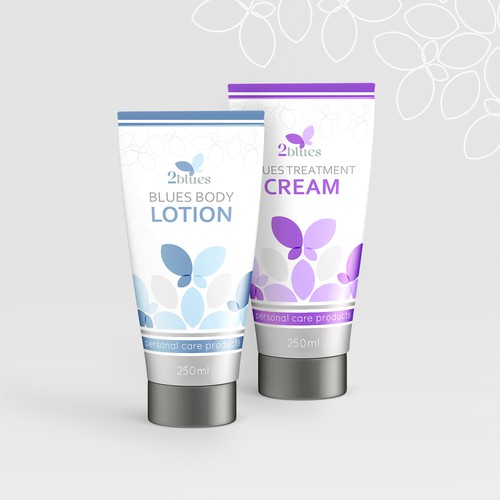 2blues
BLUES BODY
LOTION
personal care products
250ml
2blues
UES TREATMENT
CREAM
personal care products
250ml